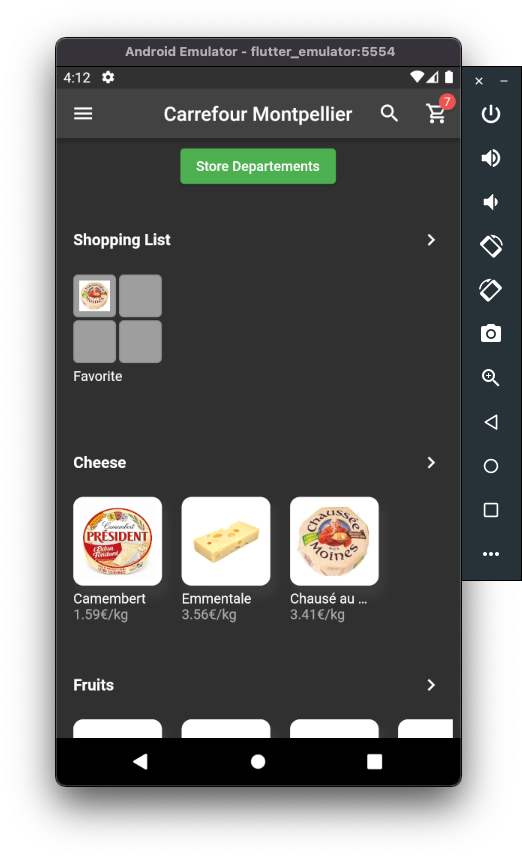 Android Emulator - flutter_emulator:5554
4:12
Carrefour Montpellier
7
Store Departements
Shopping List
Favorite
Cheese
Camembert
PRÉSIDENT
Chaussée
Moines
Camembert
Emmentale
Chausé au ...
1.59€/kg
3.56€/kg
3.41€/kg
Fruits